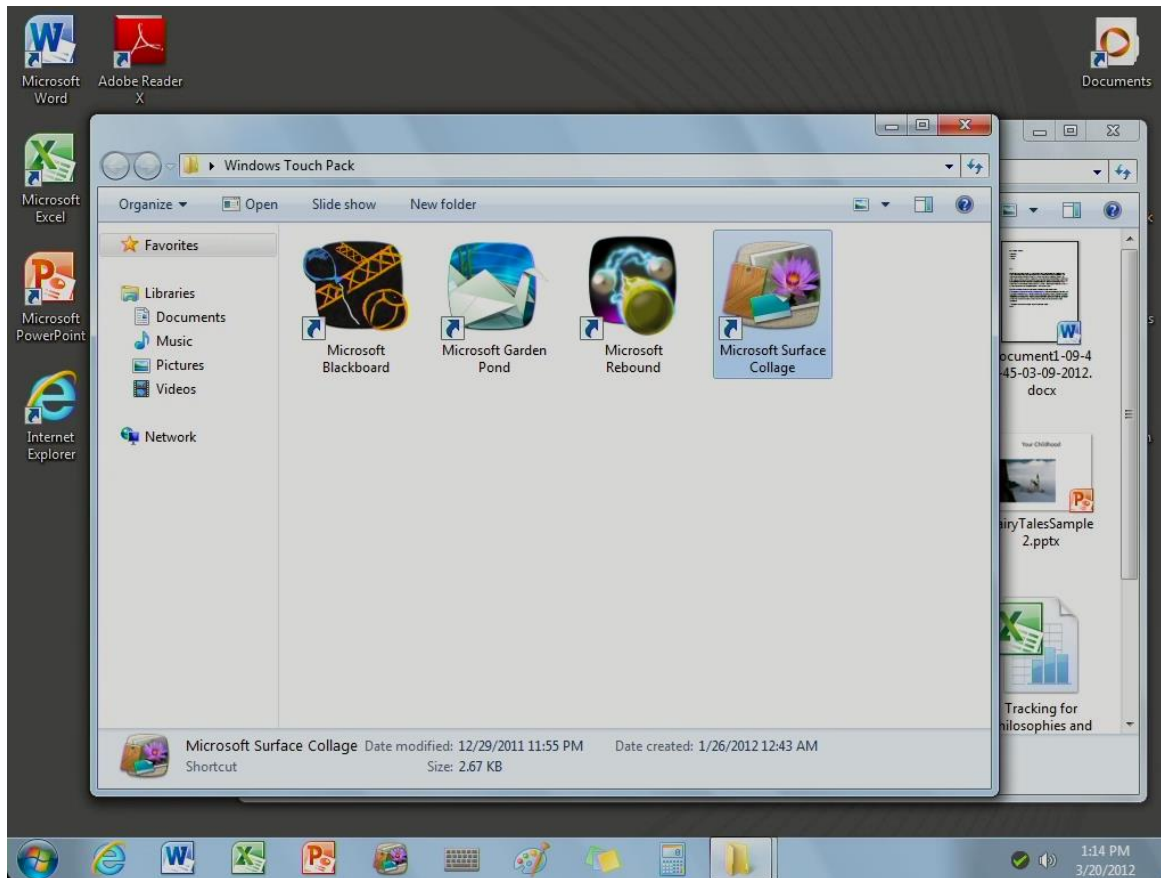 Microsoft
Word
Adobe Reader
X
Documents
Microsoft
Excel
Microsoft
PowerPoint
Internet
Explorer
Windows Touch Pack
Organize
Open
Slide show
New folder
Favorites
Libraries
Documents
Music
Pictures
Videos
Network
Microsoft
Blackboard
Microsoft Garden
Pond
Microsoft
Rebound
Microsoft Surface
Collage
ocument1-09-4
-45-03-09-2012.
docx
Your Childhood
airyTalesSample
2.pptx
Tracking for
hilosophies and
Microsoft Surface Collage Date modified: 12/29/2011 11:55 PM Date created: 1/26/2012 12:43 AM
Shortcut Size: 2.67 KB
1:14 PM
3/20/2012